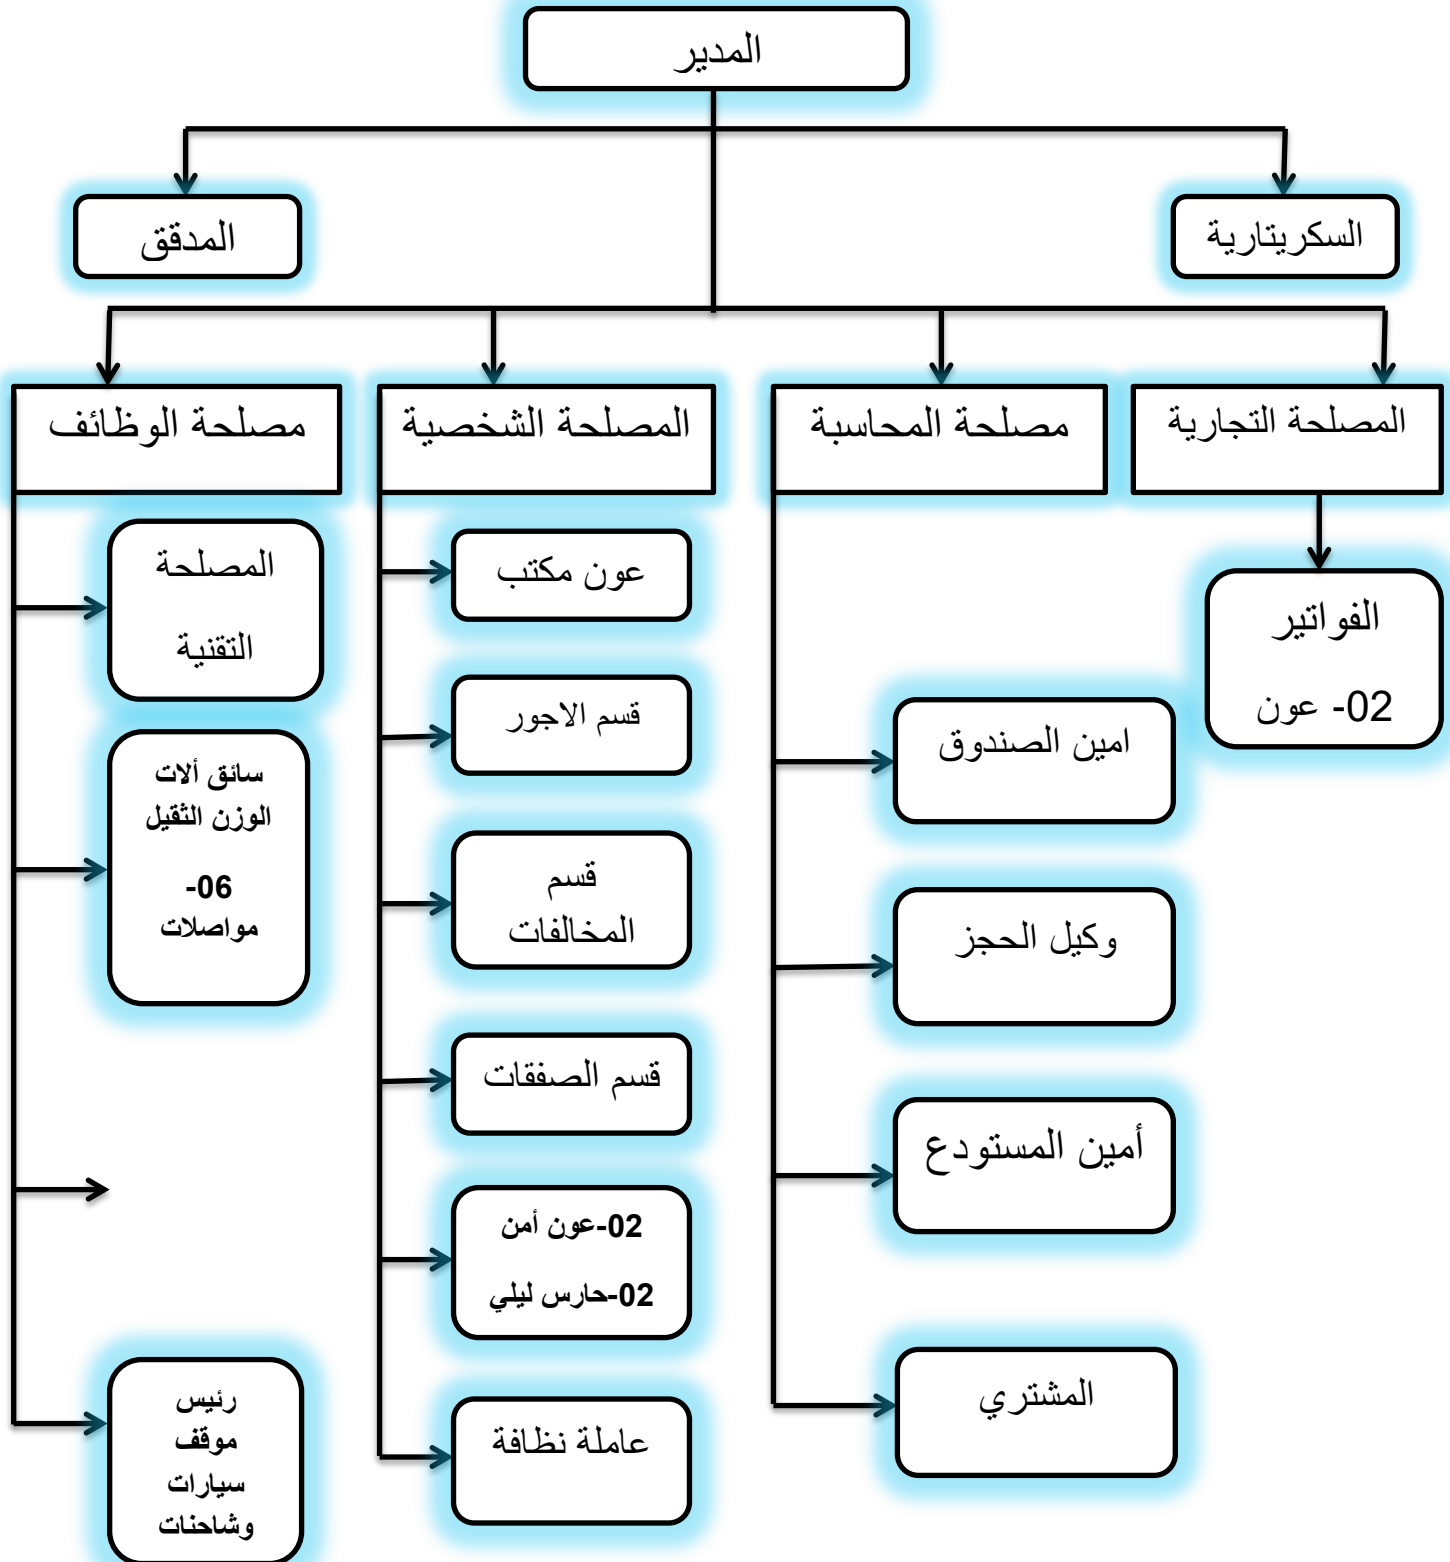 المدير
السكريتارية
المدقق
المصلحة التجارية
مصلحة المحاسبة
المصلحة الشخصية
مصلحة الوظائف
الفواتير
02- عون
امين الصندوق
وكيل الحجز
أمين المستودع
المشتري
عون مكتب
قسم الاجور
قسم
المخالفات
قسم الصفقات
02-عون أمن
02-حارس ليلي
عاملة نظافة
المصلحة
التقنية
سائق ألات
الوزن الثقيل
06-
مواصلات
رئيس
موقف
سيارات
وشاحنات